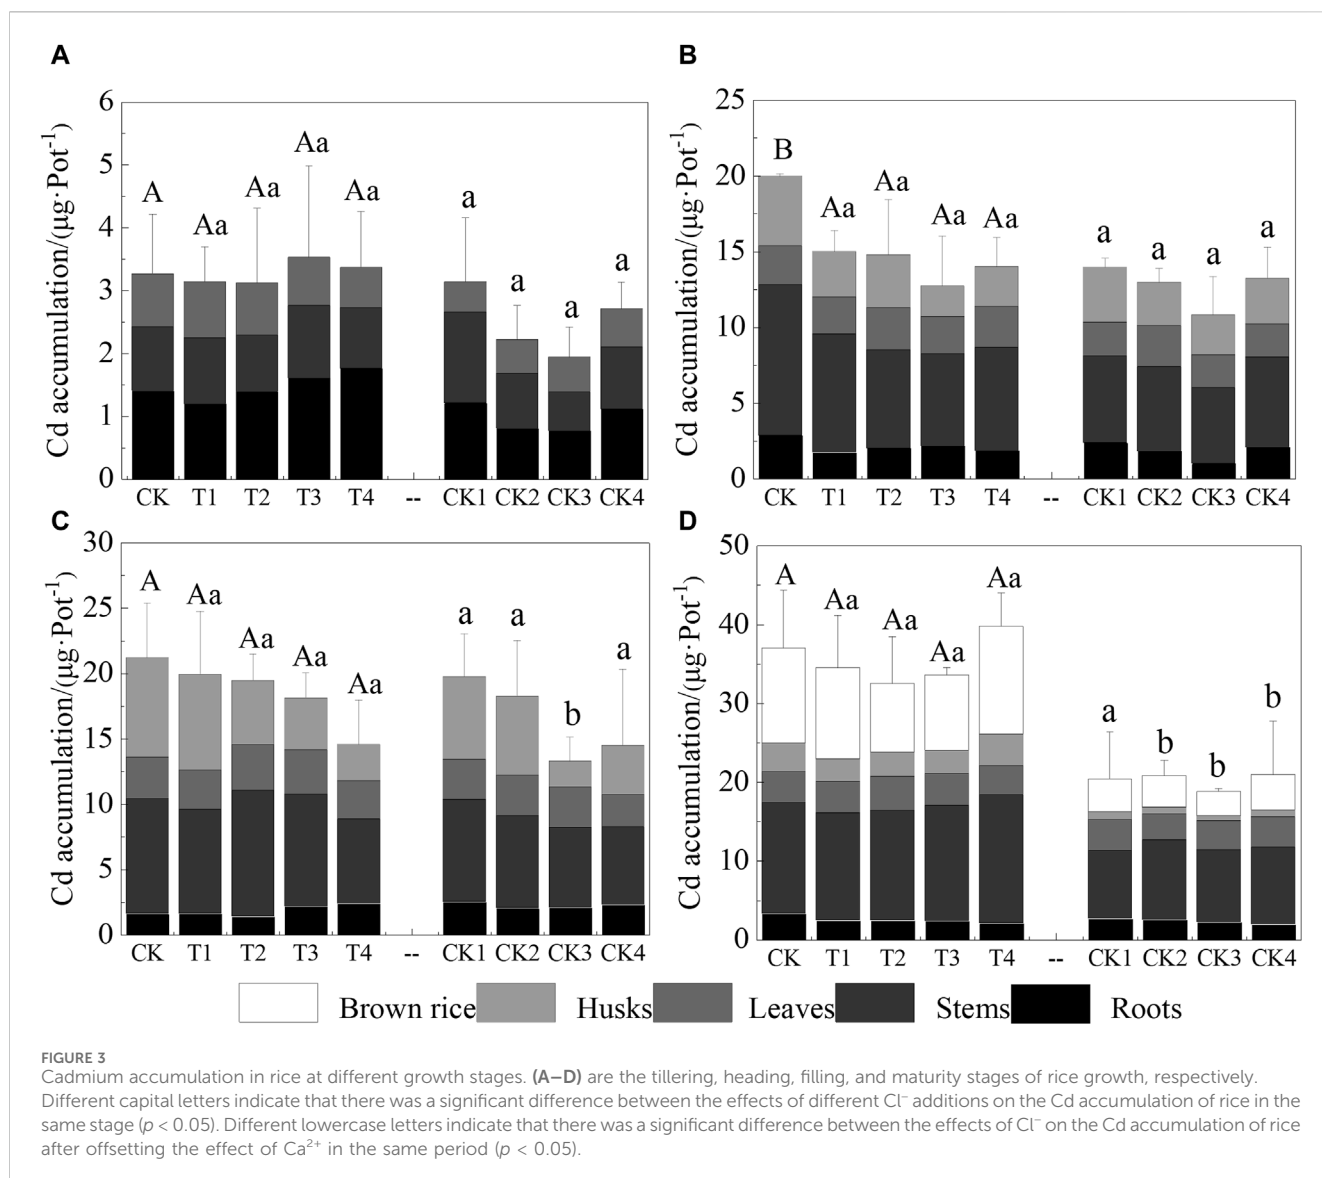 A
Cd accumulation/(μg·Pot⁻¹)
6
5
4
3
2
1
0
A
Aa
Aa
Aa
Aa
a
a
a
a
CK T1 T2 T3 T4 -- CK1 CK2 CK3 CK4
B
Cd accumulation/(μg·Pot⁻¹)
25
20
15
10
5
0
B
Aa
Aa
Aa
Aa
a
a
a
a
CK T1 T2 T3 T4 -- CK1 CK2 CK3 CK4
C
Cd accumulation/(μg·Pot⁻¹)
30
25
20
15
10
5
0
A
Aa
Aa
Aa
Aa
a
a
b
a
CK T1 T2 T3 T4 -- CK1 CK2 CK3 CK4
D
Cd accumulation/(μg·Pot⁻¹)
50
40
30
20
10
0
A
Aa
Aa
Aa
Aa
a
b
b
b
CK T1 T2 T3 T4 -- CK1 CK2 CK3 CK4
Brown rice Husks Leaves Stems Roots
FIGURE 3
Cadmium accumulation in rice at different growth stages. (A–D) are the tillering, heading, filling, and maturity stages of rice growth, respectively.
Different capital letters indicate that there was a significant difference between the effects of different Cl⁻ additions on the Cd accumulation of rice in the
same stage (p < 0.05). Different lowercase letters indicate that there was a significant difference between the effects of Cl⁻ on the Cd accumulation of rice
after offsetting the effect of Ca²⁺ in the same period (p < 0.05).